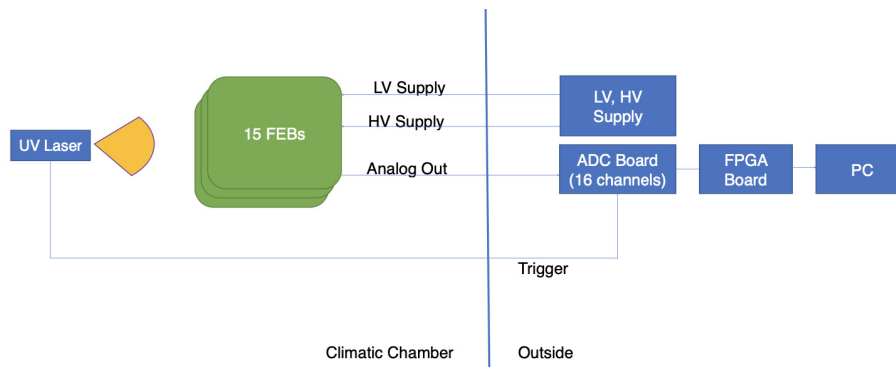 LV Supply
HV Supply
Analog Out
15 FEBs
UV Laser
LV, HV
Supply
ADC Board
(16 channels)
FPGA
Board
PC
Trigger
Climatic Chamber
Outside